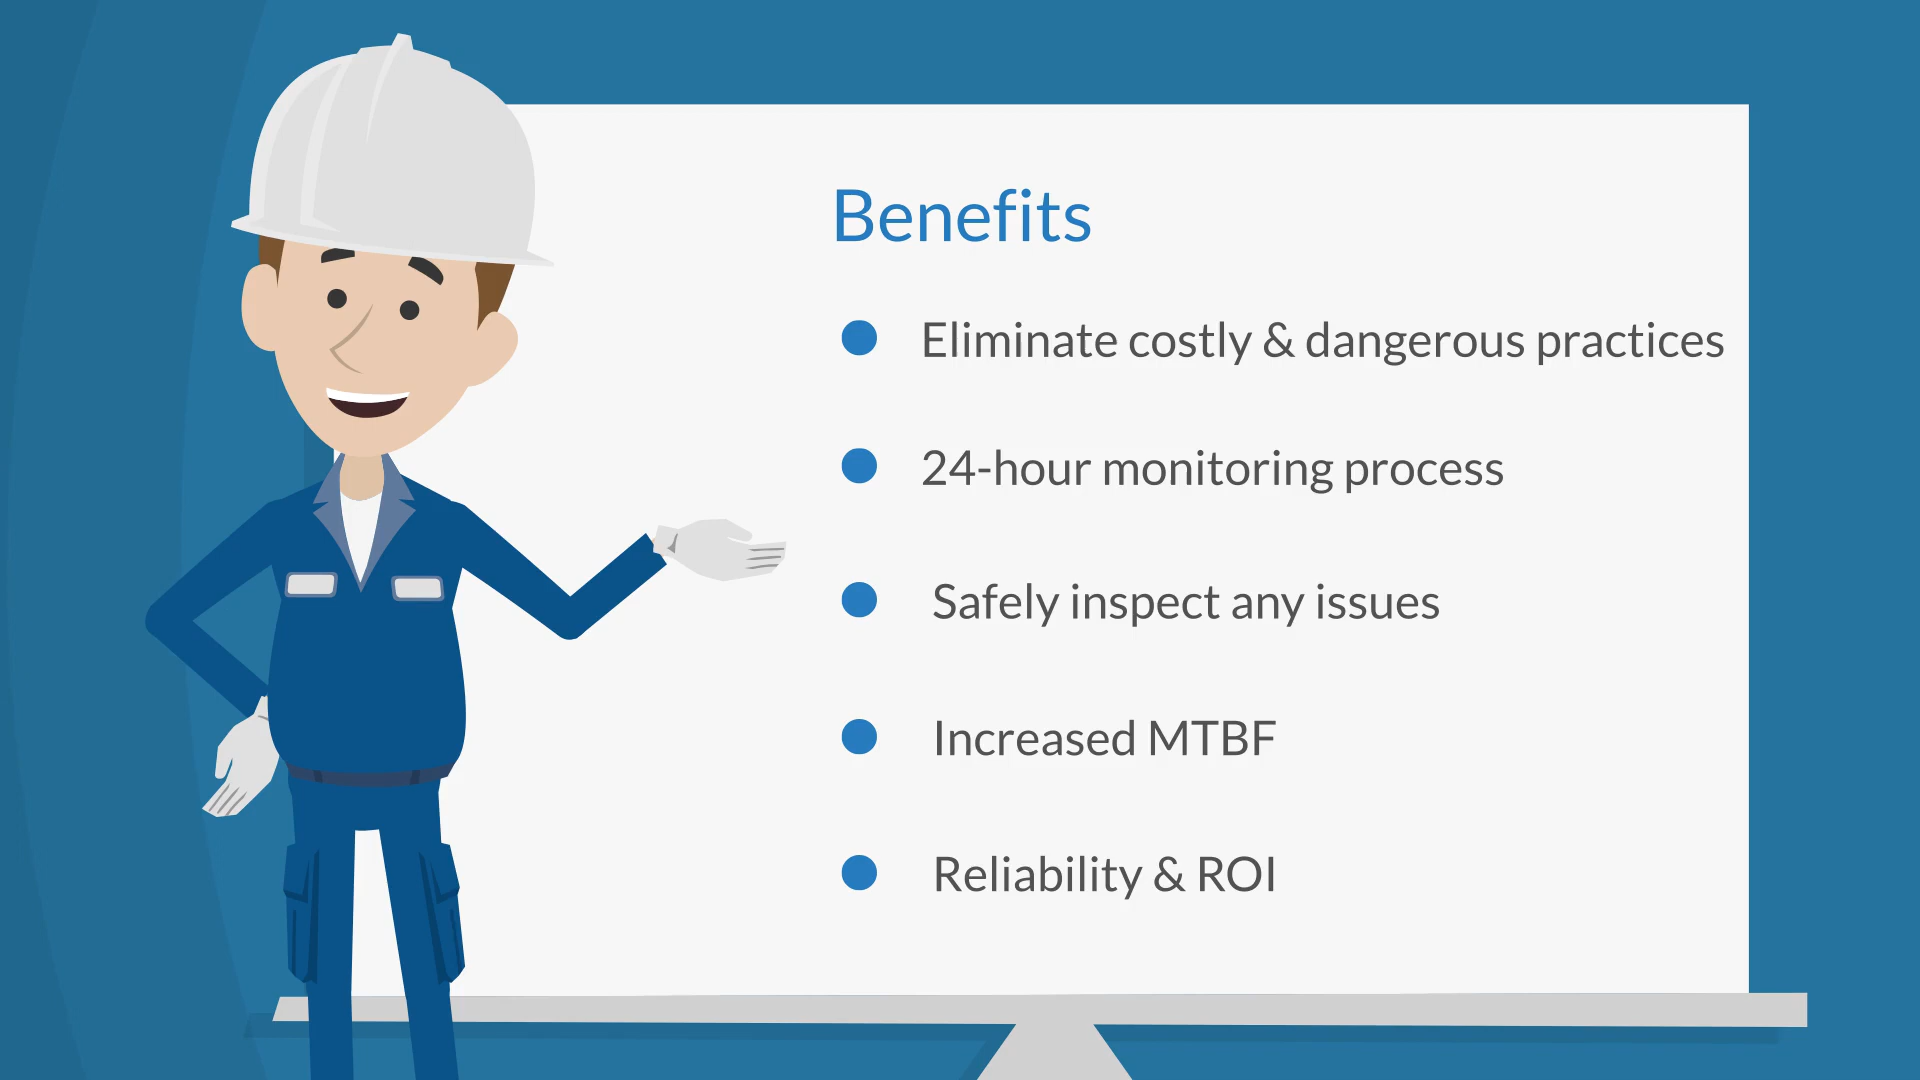 Benefits
Eliminate costly & dangerous practices
24-hour monitoring process
Safely inspect any issues
Increased MTBF
Reliability & ROI